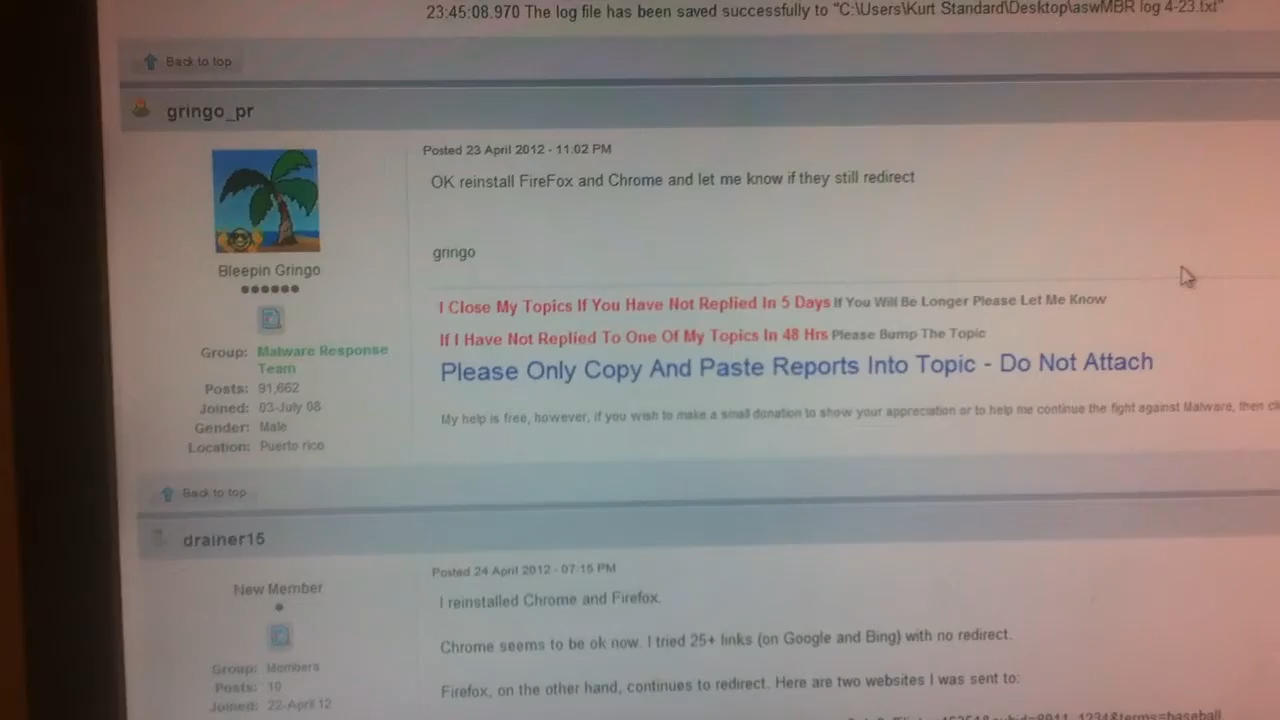 23:45:08.970 The log file has been saved successfully to "C:\Users\Kurt Standard\Desktop\aswMBR log 4-23.txt"
Back to top
gringo_pr
Posted 23 April 2012 - 11:02 PM
OK reinstall FireFox and Chrome and let me know if they still redirect
gringo
Bleepin Gringo
I Close My Topics If You Have Not Replied In 5 Days If You Will Be Longer Please Let Me Know
If I Have Not Replied To One Of My Topics In 48 Hrs Please Bump The Topic
Please Only Copy And Paste Reports Into Topic - Do Not Attach
My help is free, however, if you wish to make a small donation to show your appreciation or to help me continue the fight against Malware, then
Group: Malware Response
Team
Posts: 91,662
Joined: 03-July 08
Gender: Male
Location: Puerto rico
Back to top
drainer15
Posted 24 April 2012 - 07:15 PM
New Member
I reinstalled Chrome and Firefox.
Chrome seems to be ok now. I tried 25+ links (on Google and Bing) with no redirect.
Firefox, on the other hand, continues to redirect. Here are two websites I was sent to:
Group: Members
Posts: 10
Joined: 22-April 12